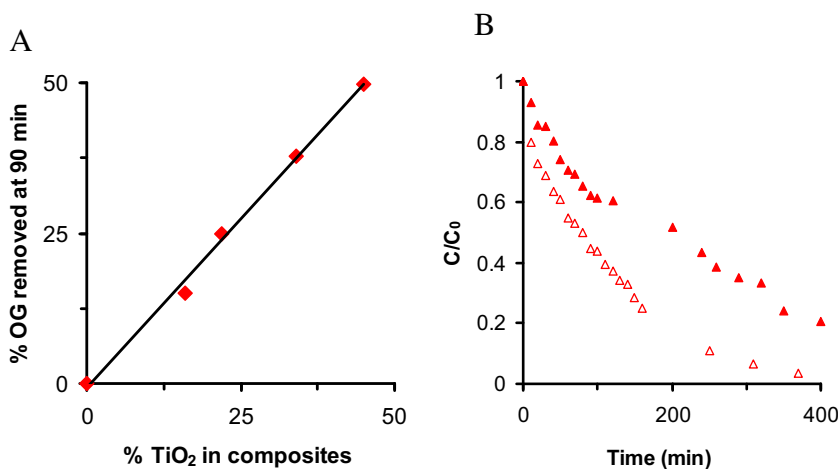 A
% OG removed at 90 min
50
25
0
0
25
50
% TiO₂ in composites
B
C/C₀
1
0.8
0.6
0.4
0.2
0
0
200
400
Time (min)